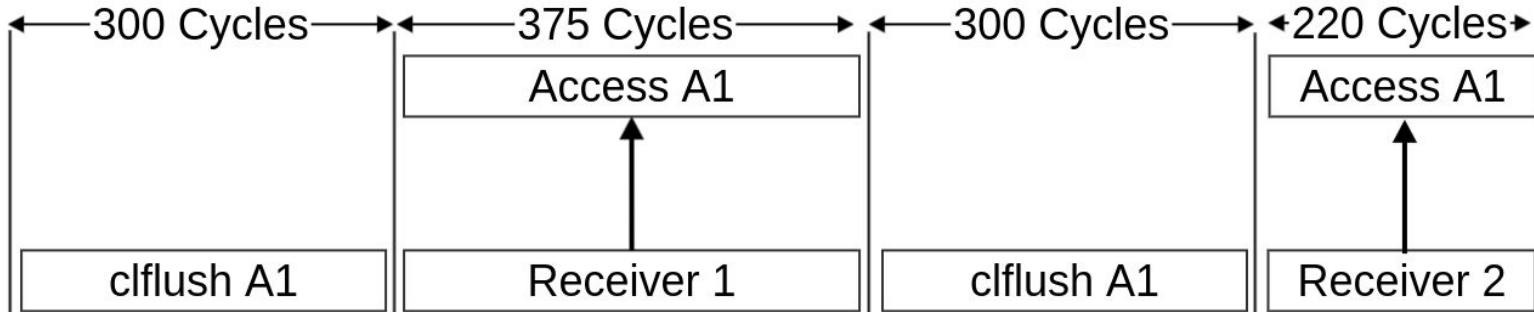 300 Cycles 375 Cycles 300 Cycles 220 Cycles
Access A1 Access A1
clflush A1 Receiver 1 clflush A1 Receiver 2